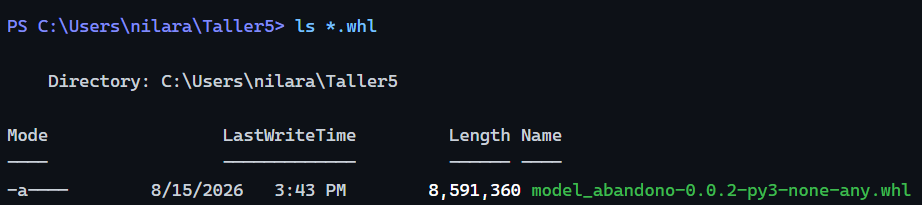 PS C:\Users\nilara\Taller5> ls *.whl
Directory: C:\Users\nilara\Taller5
Mode LastWriteTime Length Name
---- ------------- ------ ----
-a---- 8/15/2026 3:43 PM 8,591,360 model_abandono-0.0.2-py3-none-any.whl